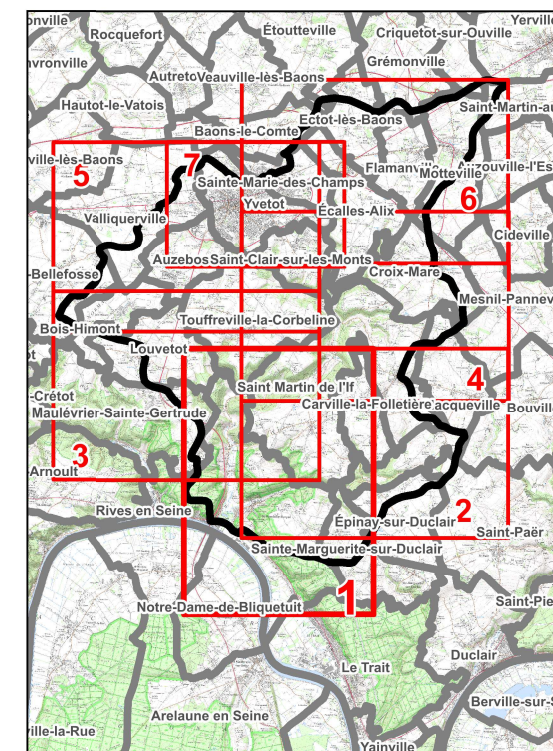 onville
Yerville
Rocquefort
Étoutteville
Criquetot-sur-Ouville
vronville
Grémonville
AutretoVeauville-lès-Baons
Hautot-le-Vatois
Saint-Martin-au
Ectot-lès-Baons
Baons-le-Comte
ville-lès-Baons
7
Flamanvill
Motteville
uzouville-l'Es
5
Sainte-Marie-des-Champs
6
Yvetot
Écalles-Alix
Valliquerville
Cideville
Auzebos
Saint-Clair-sur-les-Monts
-Bellefosse
Croix-Mare
Mesnil-Pannev
Touffreville-la-Corbeline
Bois-Himont
Louvetot
4
Saint Martin de l'If
-Crétot
Carville-la-Folletière
acqueville
Bouvill
Maulévrier-Sainte-Gertrude
3
Arnoult
Rives en Seine
2
Épinay-sur-Duclair
Saint-Paër
Sainte-Marguerite-sur-Duclair
1
Notre-Dame-de-Bliquetuit
Saint-Pie
Duclair
Le Trait
Berville-sur-S
Arelaune en Seine
ville-la-Rue
Yainville